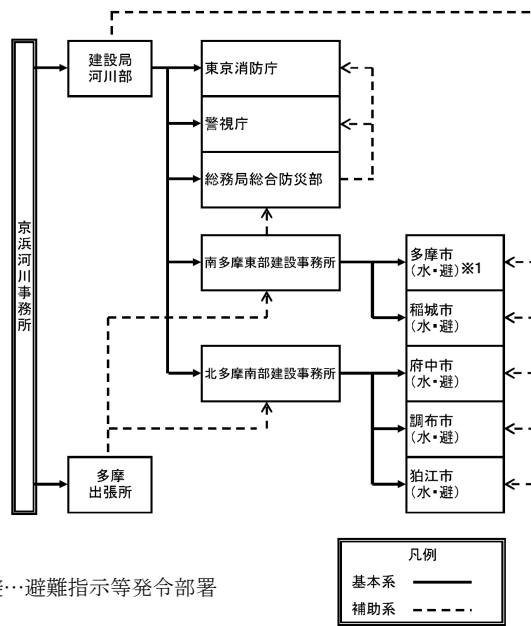 建設局
河川部
京浜河川事務所
多摩
出張所
東京消防庁
警視庁
総務局総合防災部
南多摩東部建設事務所
北多摩南部建設事務所
多摩市
(水・避)※1
稲城市
(水・避)
府中市
(水・避)
調布市
(水・避)
狛江市
(水・避)
凡例
基本系
補助系
…避難指示等発令部署